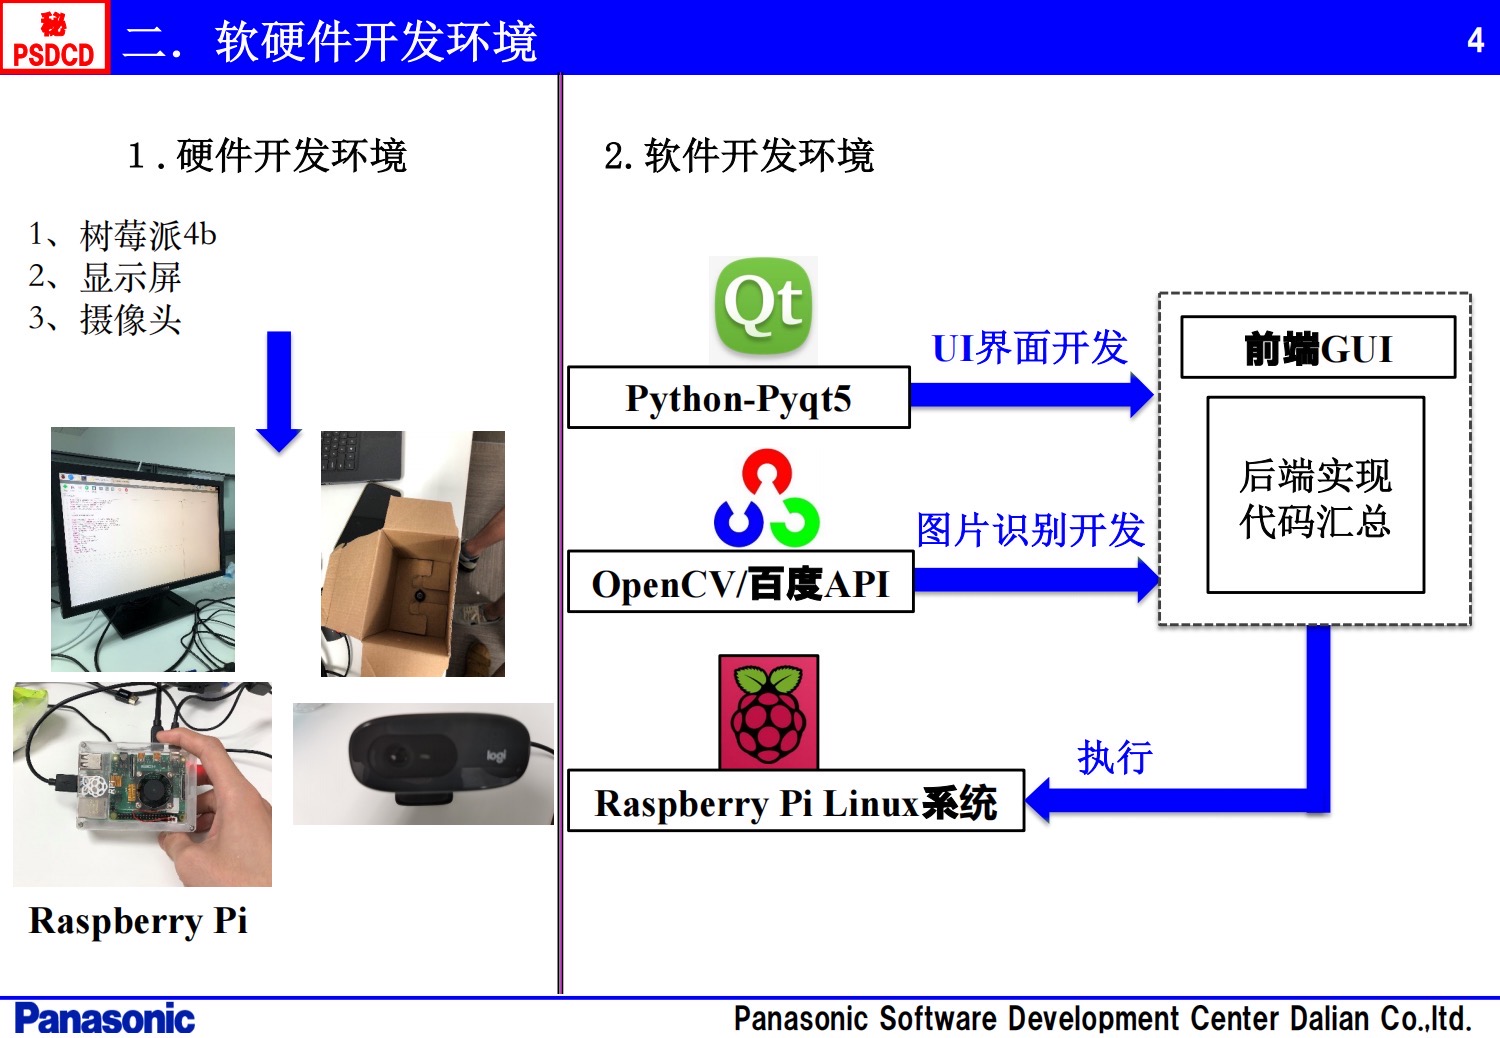 秘
PSDCD
二．软硬件开发环境
4
1.硬件开发环境
1、树莓派4b
2、显示屏
3、摄像头
logi
Raspberry Pi
2.软件开发环境
Qt
Python-Pyqt5
UI界面开发
OpenCV/百度API
图片识别开发
前端GUI
后端实现
代码汇总
执行
Raspberry Pi Linux系统
Panasonic
Panasonic Software Development Center Dalian Co.,ltd.